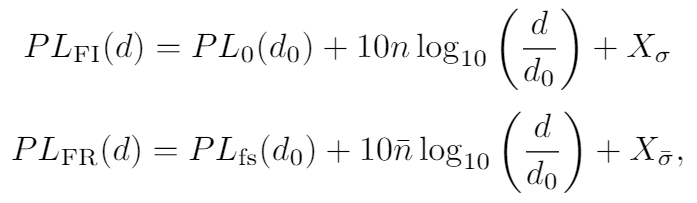 PL_FI(d) = PL_0(d_0) + 10n log_10 (d/d_0) + X_σ
PL_FR(d) = PL_fs(d_0) + 10n̄ log_10 (d/d_0) + X_σ̄,